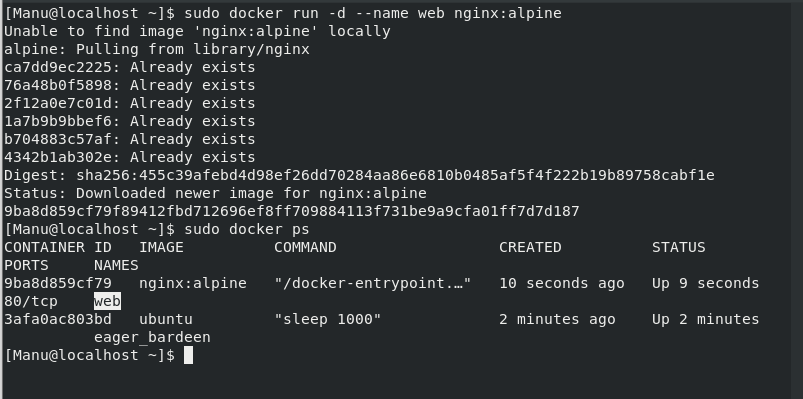 [Manu@localhost ~]$ sudo docker run -d --name web nginx:alpine
Unable to find image 'nginx:alpine' locally
alpine: Pulling from library/nginx
ca7dd9ec2225: Already exists
76a48b0f5898: Already exists
2f12a0e7c01d: Already exists
1a7b9b9bbef6: Already exists
b704883c57af: Already exists
4342b1ab302e: Already exists
Digest: sha256:455c39afebd4d98ef26dd70284aa86e6810b0485af5f4f222b19b89758cabf1e
Status: Downloaded newer image for nginx:alpine
9ba8d859cf79f89412fbd712696ef8ff709884113f731be9a9cfa01ff7d7d187
[Manu@localhost ~]$ sudo docker ps
CONTAINER ID   IMAGE          COMMAND                  CREATED          STATUS
PORTS     NAMES
9ba8d859cf79   nginx:alpine   "/docker-entrypoint.…"   10 seconds ago   Up 9 seconds
80/tcp    web
3afa0ac803bd   ubuntu         "sleep 1000"             2 minutes ago    Up 2 minutes
eager_bardeen
[Manu@localhost ~]$